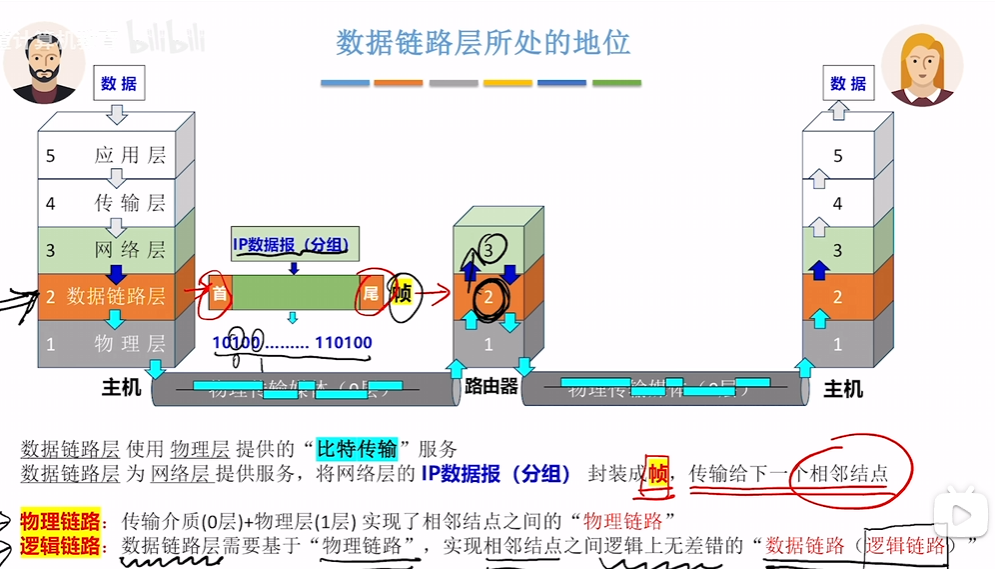 bilibili
数据链路层所处的地位
数据
数据
5 应用层
4 传输层
3 网络层
2 数据链路层
1 物理层
IP数据报（分组）
首
尾
帧
10100......... 110100
3
2
1
5
4
3
2
1
主机
物理传输媒体（0层）
路由器
物理传输媒体（0层）
主机
数据链路层 使用 物理层 提供的“比特传输”服务
数据链路层 为 网络层 提供服务，将网络层的 IP数据报（分组） 封装成帧，传输给下一个相邻结点
物理链路：传输介质(0层)+物理层(1层) 实现了相邻结点之间的“物理链路”
逻辑链路：数据链路层需要基于“物理链路”，实现相邻结点之间逻辑上无差错的“数据链路（逻辑链路）”